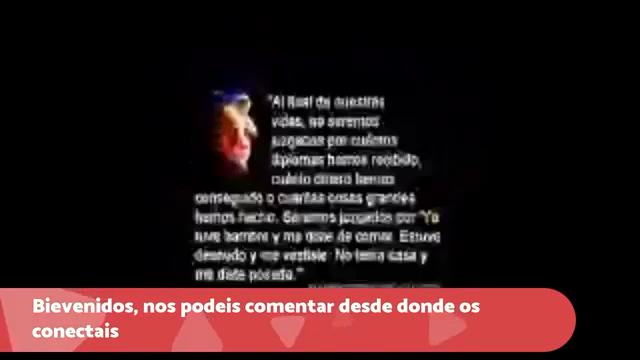 "Al final de nuestras
vidas, no seremos
juzgados por cuántos
diplomas hemos recibido,
cuánto dinero hemos
conseguido o cuantas cosas grandes
hemos hecho. Seremos juzgados por "Yo
tuve hambre y me diste de comer. Estuve
desnudo y me vestiste. No tenía casa y
me diste posada."
Bievenidos, nos podeis comentar desde donde os
conectais